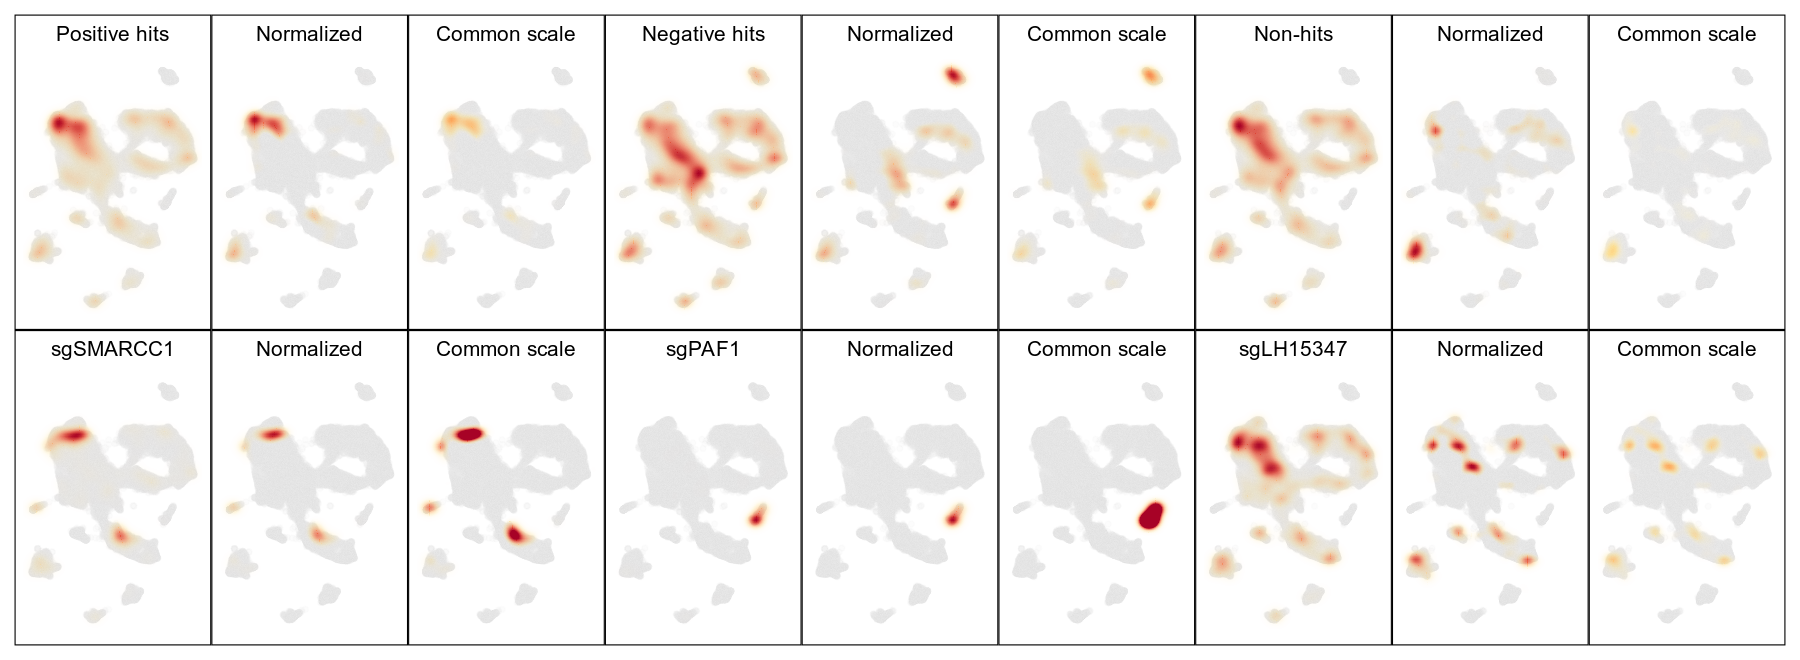 Positive hits
Normalized
Common scale
Negative hits
Normalized
Common scale
Non-hits
Normalized
Common scale
sgSMARCC1
Normalized
Common scale
sgPAF1
Normalized
Common scale
sgLH15347
Normalized
Common scale